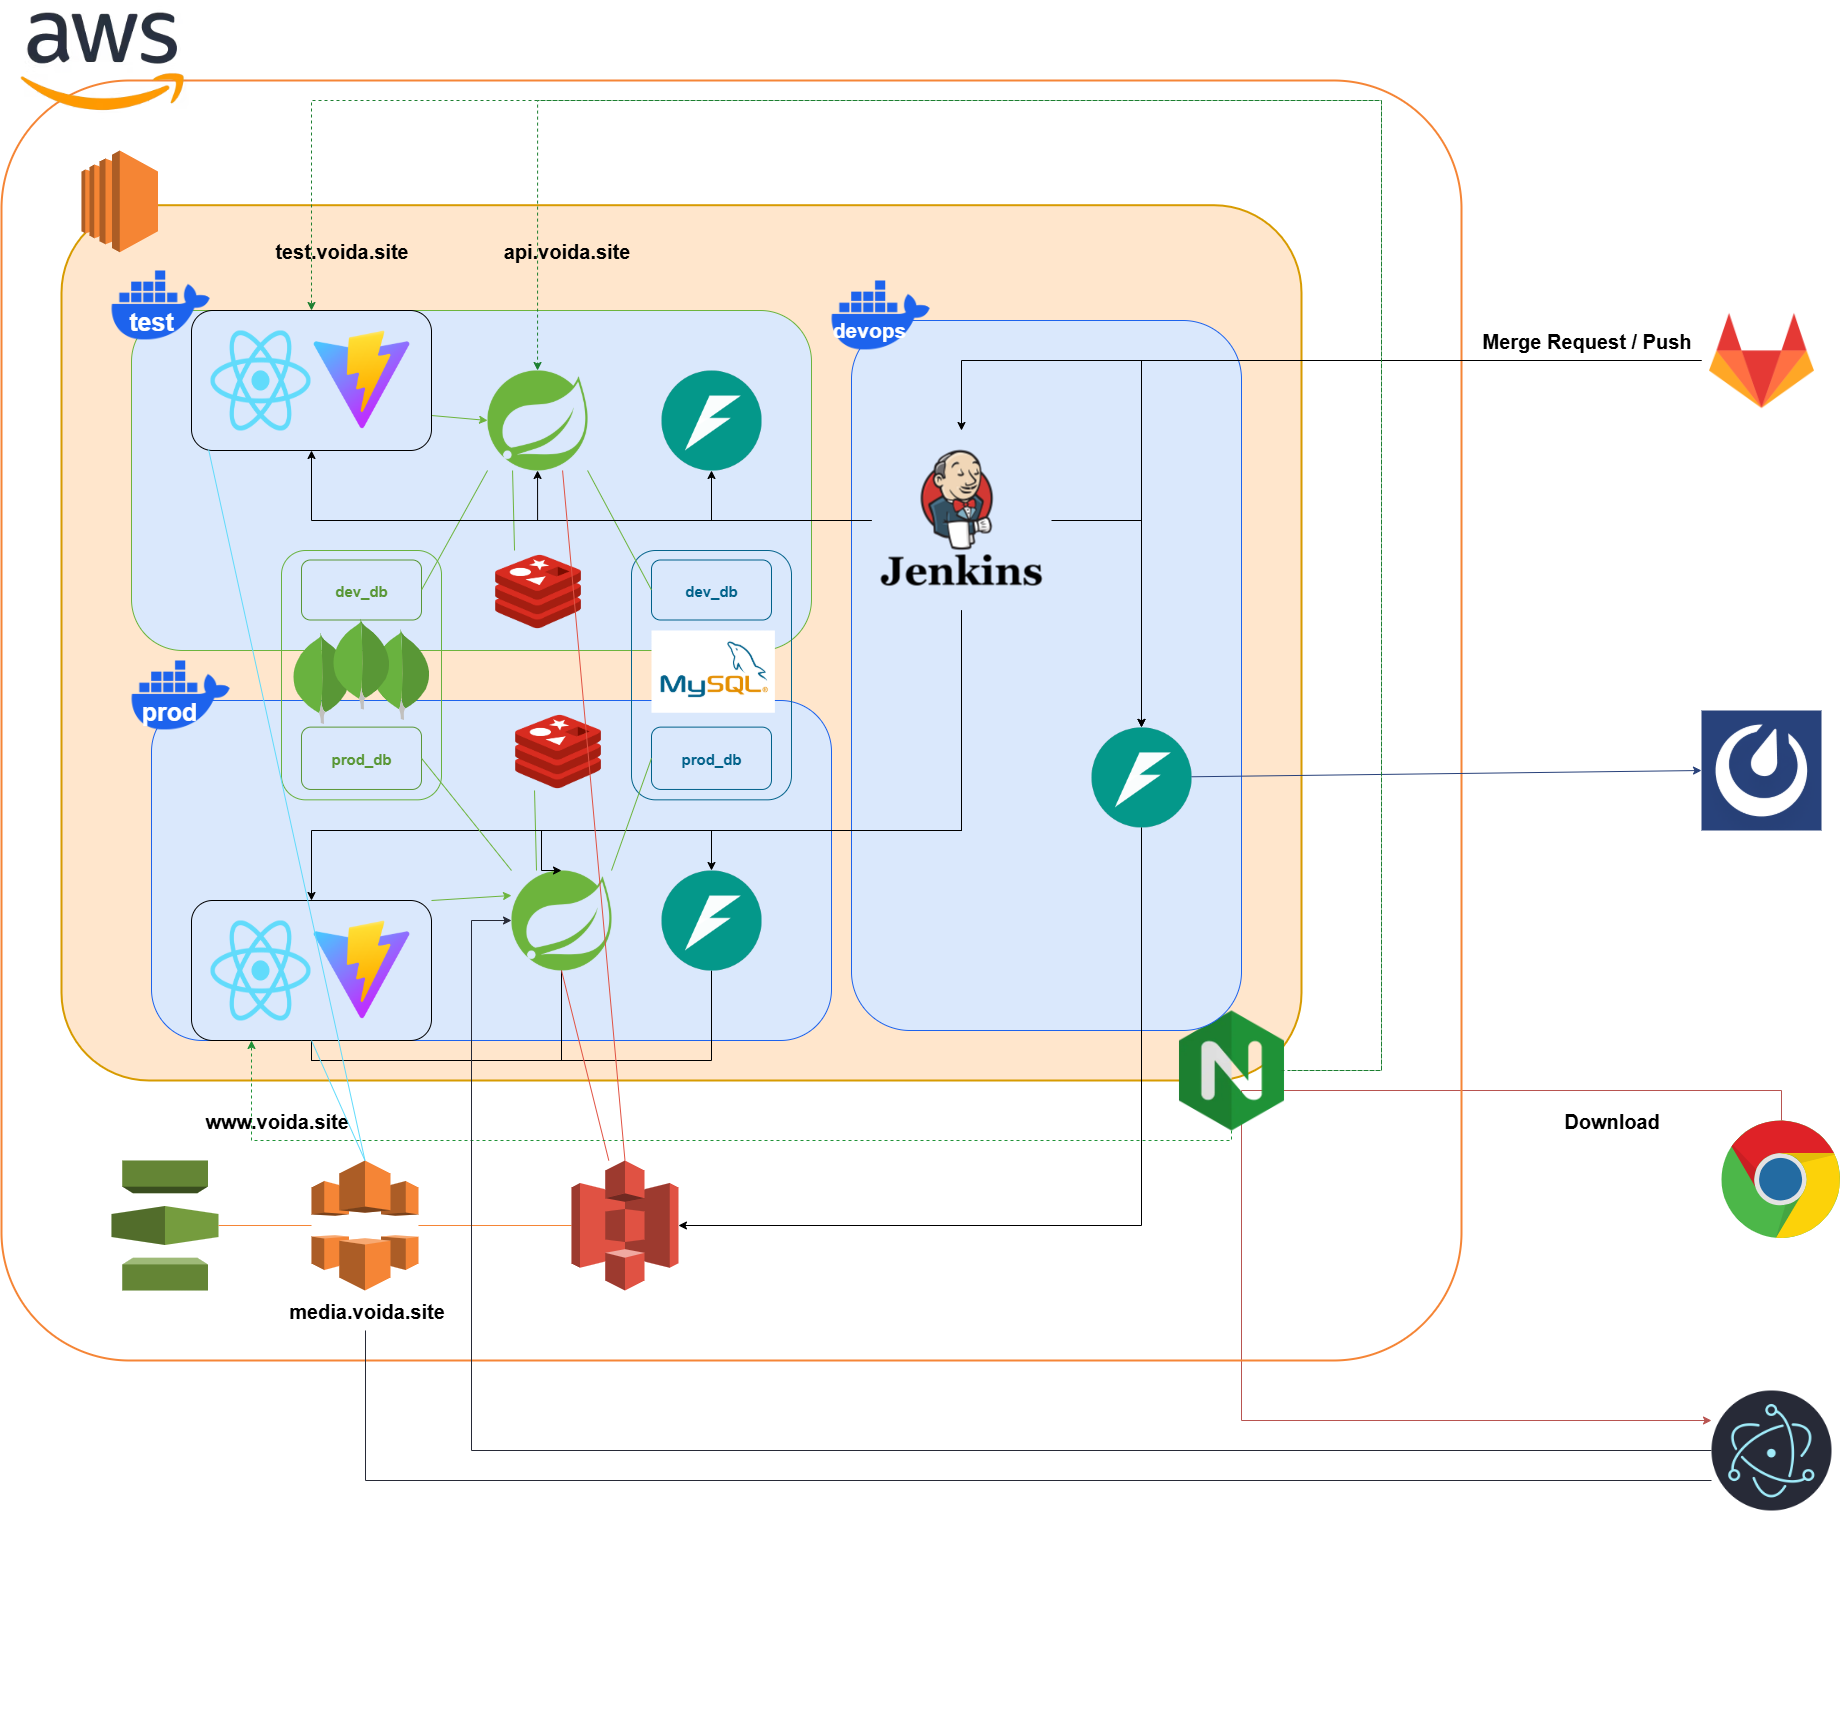 aws
test.voida.site
api.voida.site
test
devops
Merge Request / Push
Jenkins
dev_db
dev_db
MySQL®
prod
prod_db
prod_db
N
www.voida.site
Download
media.voida.site